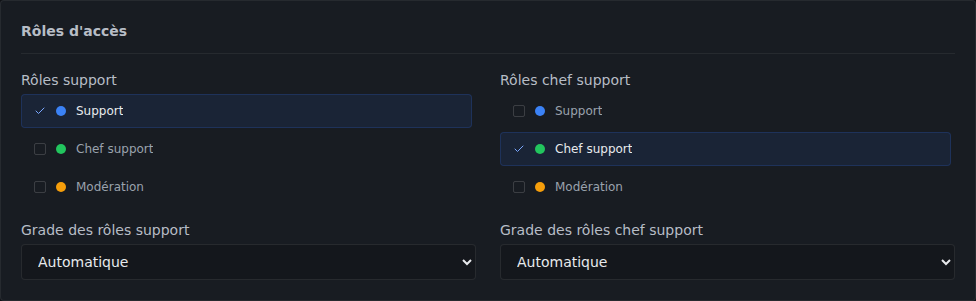 Rôles d'accès
Rôles support
Support
Chef support
Modération
Grade des rôles support
Automatique
Rôles chef support
Support
Chef support
Modération
Grade des rôles chef support
Automatique